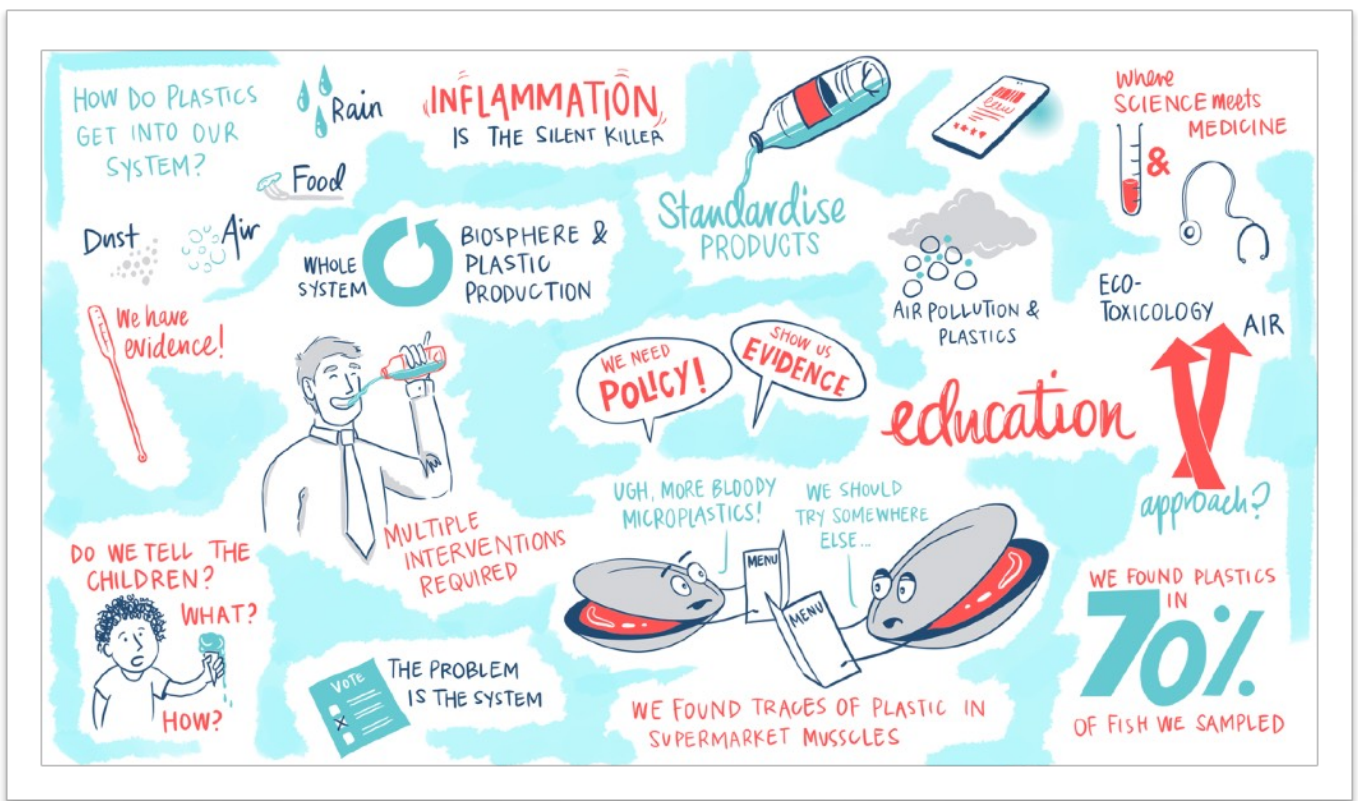 HOW DO PLASTICS
GET INTO OUR
SYSTEM?
Rain
Food
Dust
Air
INFLAMMATION
IS THE SILENT KILLER
WHOLE
SYSTEM
BIOSPHERE &
PLASTIC
PRODUCTION
Standardise
PRODUCTS
where
SCIENCE meets
MEDICINE
&
AIR POLLUTION &
PLASTICS
ECO-
TOXICOLOGY
AIR
We have
evidence!
WE NEED
POLICY!
SHOW US
EVIDENCE
education
approach?
MULTIPLE
INTERVENTIONS
REQUIRED
UGH, MORE BLOODY
MICROPLASTICS!
WE SHOULD
TRY SOMEWHERE
ELSE...
MENU
MENU
DO WE TELL THE
CHILDREN?
WHAT?
HOW?
VOTE
THE PROBLEM
IS THE SYSTEM
WE FOUND TRACES OF PLASTIC IN
SUPERMARKET MUSSCLES
WE FOUND PLASTICS
IN
70%
OF FISH WE SAMPLED